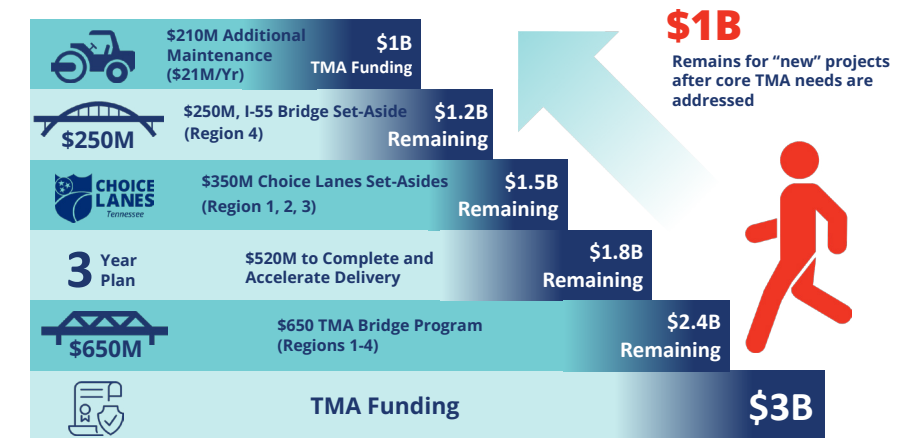 $210M Additional
Maintenance
($21M/Yr)
$1B
TMA Funding
$1B
Remains for “new” projects
after core TMA needs are
addressed
$250M
$250M, I-55 Bridge Set-Aside
(Region 4)
$1.2B
Remaining
CHOICE
LANES
Tennessee
$350M Choice Lanes Set-Asides
(Region 1, 2, 3)
$1.5B
Remaining
3 Year
Plan
$520M to Complete and
Accelerate Delivery
$1.8B
Remaining
$650M
$650 TMA Bridge Program
(Regions 1-4)
$2.4B
Remaining
TMA Funding
$3B